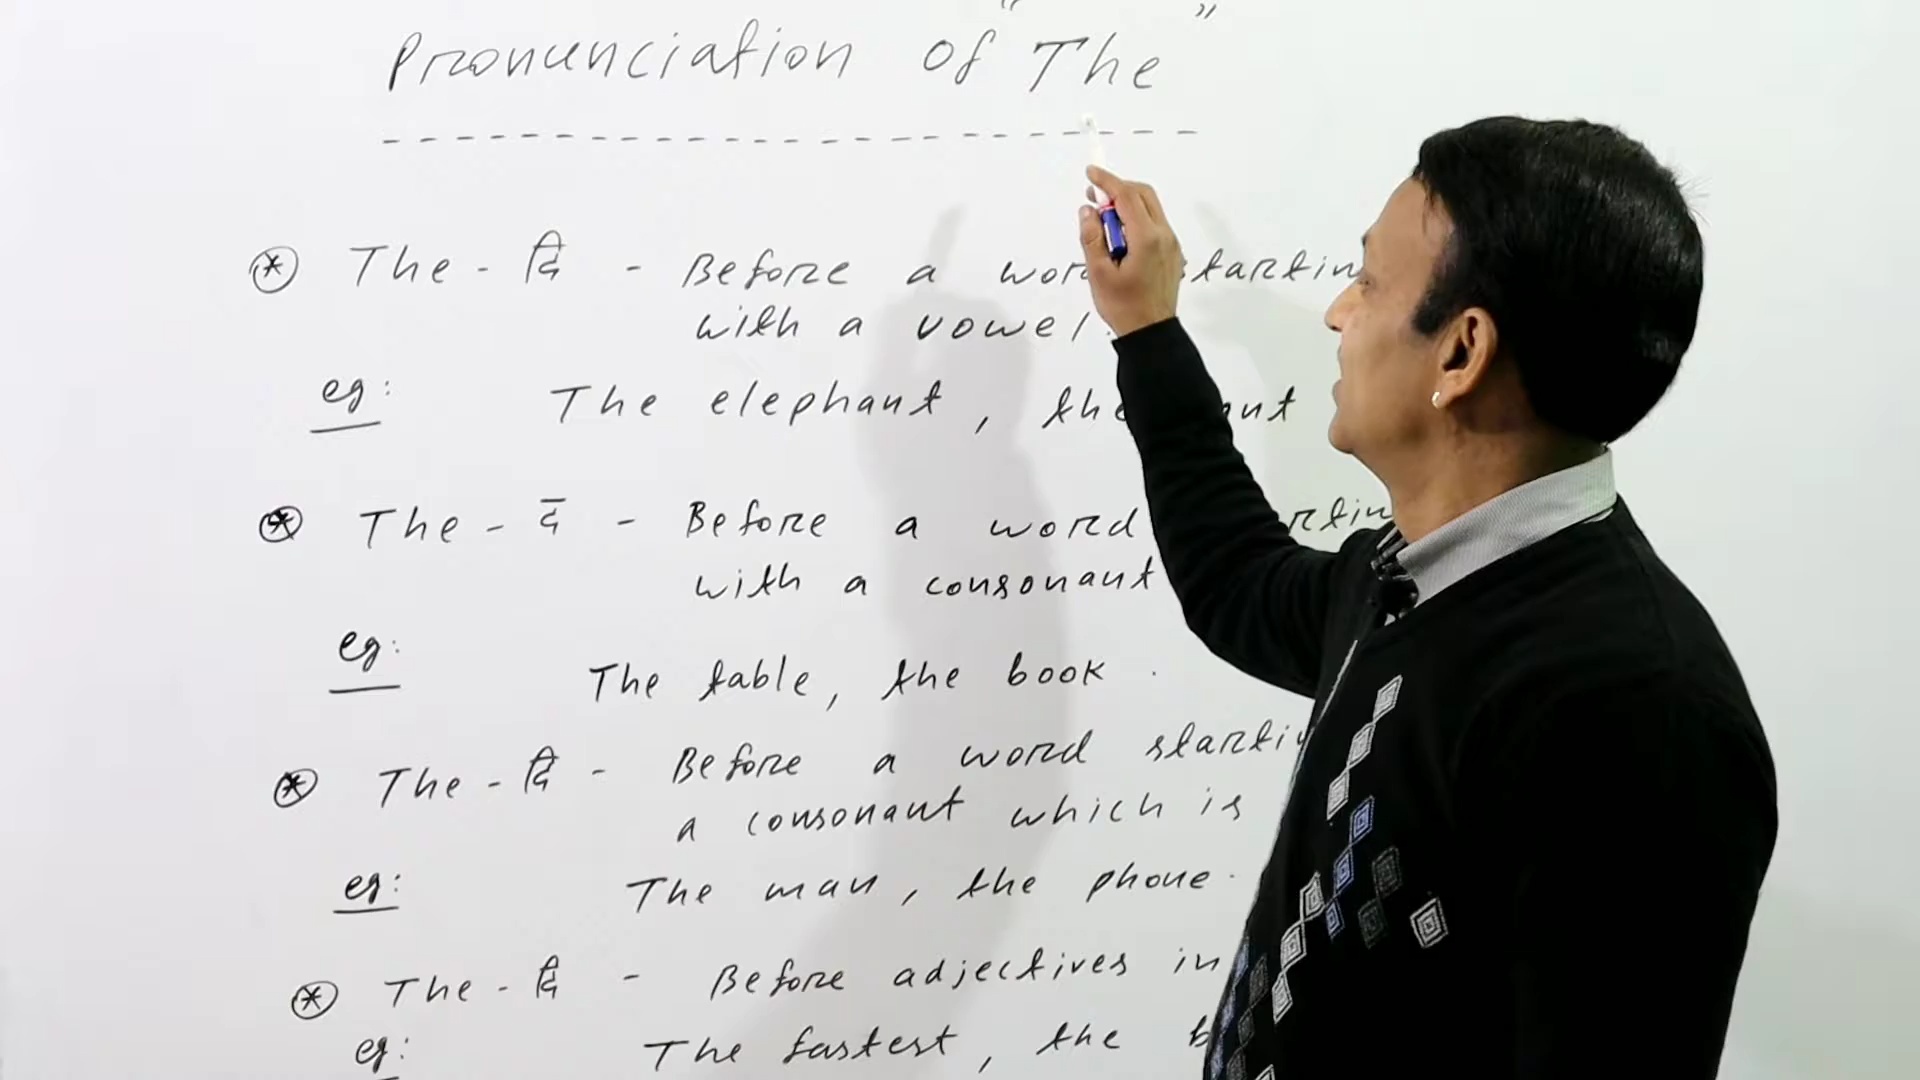 Pronunciation of "The"
The - दि - Before a word starting
with a vowel.
eg: The elephant, the
The - द - Before a word
with a consonant
eg: The table, the book.
The - दि - Before a word
a consonant which is
eg: The man, the phone.
The - दि - Before adjectives in
eg: The fastest, the